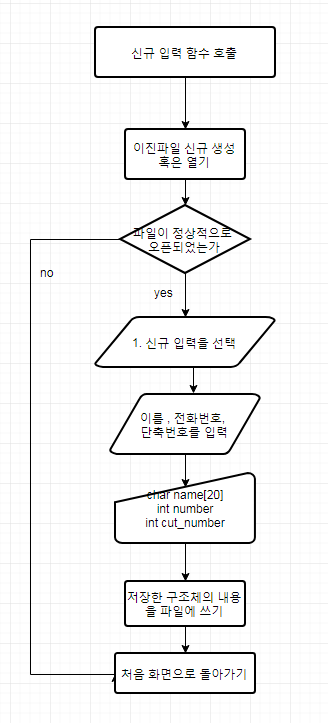 신규 입력 함수 호출
이진파일 신규 생성
혹은 열기
파일이 정상적으로
오픈되었는가
no
yes
1. 신규 입력을 선택
이름 , 전화번호,
단축번호를 입력
char name[20]
int number
int cut_number
저장한 구조체의 내용
을 파일에 쓰기
처음 화면으로 돌아가기